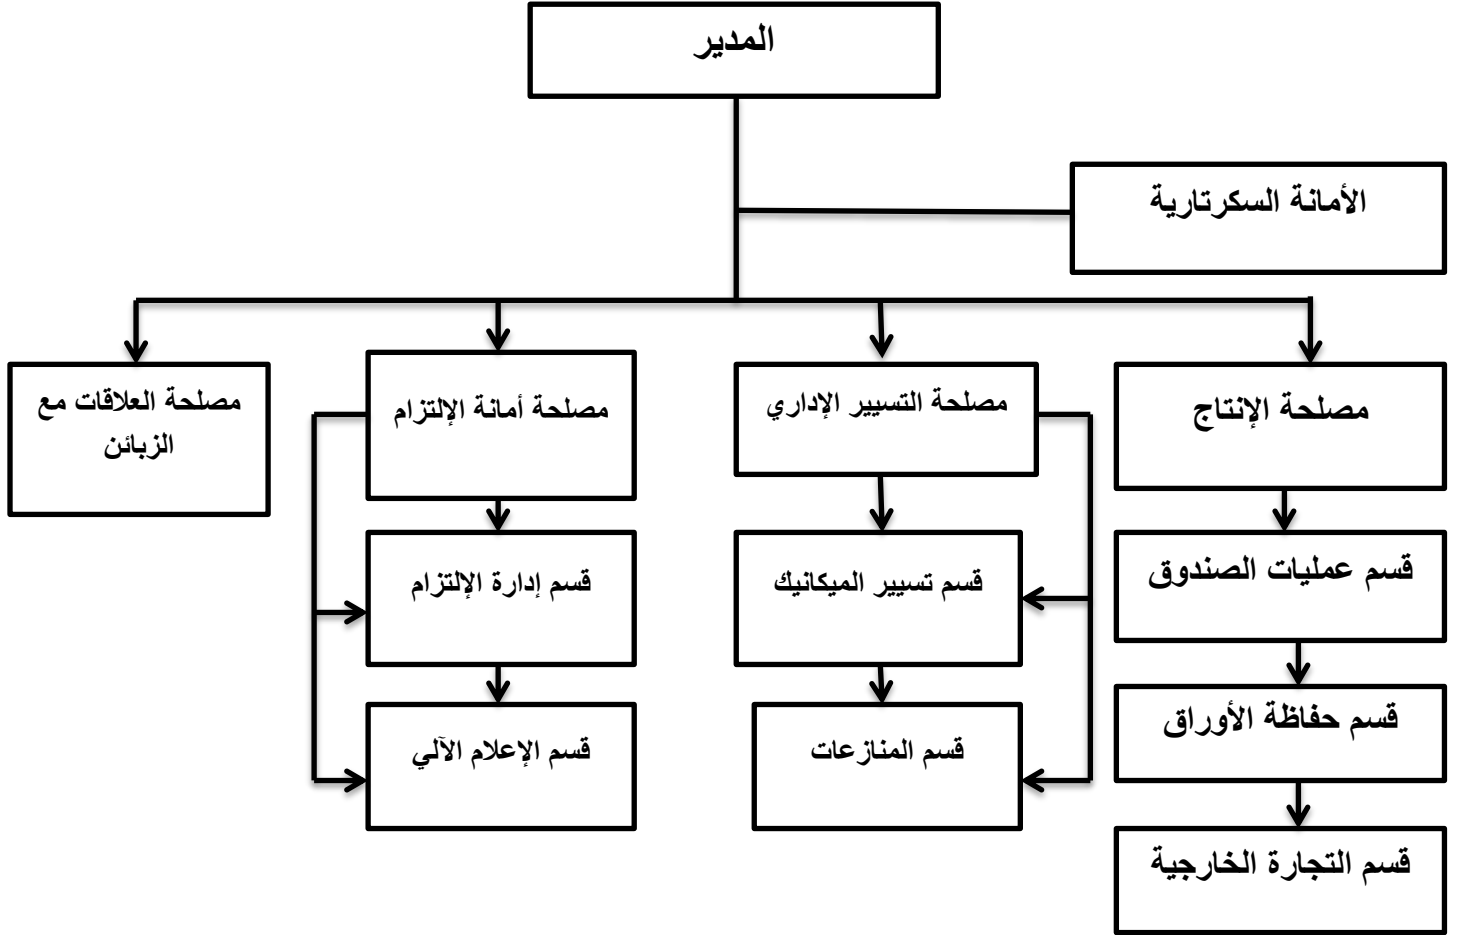 المدير
الأمانة السكرتارية
مصلحة الإنتاج
مصلحة التسيير الإداري
مصلحة أمانة الإلتزام
مصلحة العلاقات مع
الزبائن
قسم عمليات الصندوق
قسم تسيير الميكانيك
قسم إدارة الإلتزام
قسم حفاظة الأوراق
قسم المنازعات
قسم الإعلام الآلي
قسم التجارة الخارجية